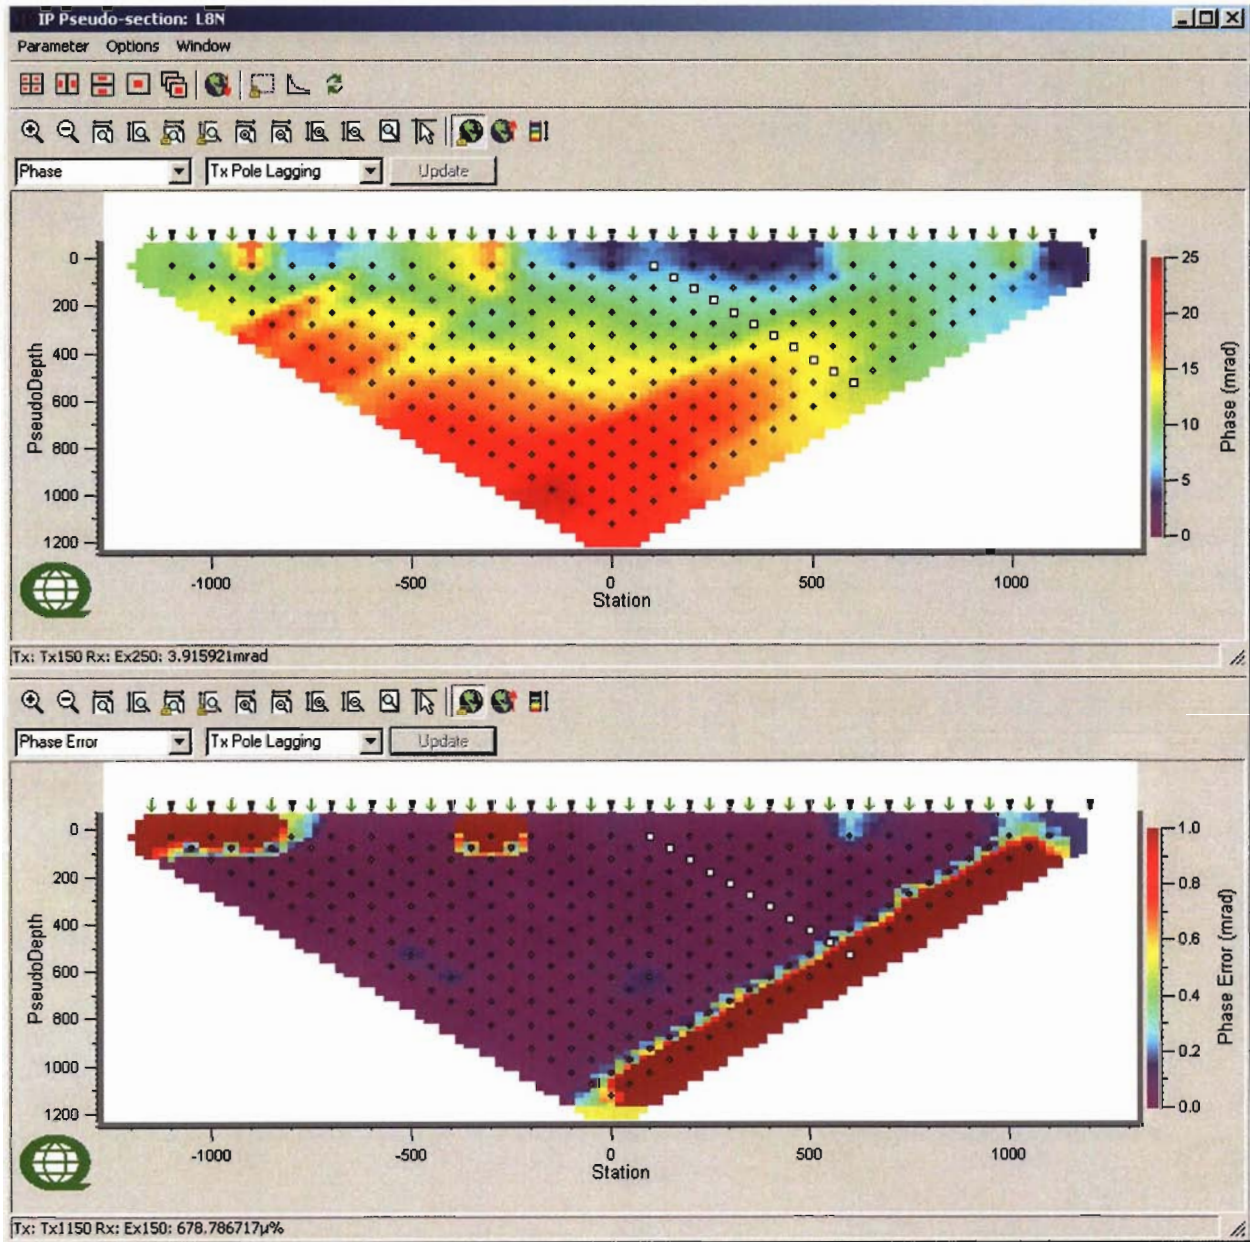 IP Pseudo-section: L8N
Parameter Options Window
Phase Tx Pole Lagging Update
0
200
400
600
800
1000
1200
PseudoDepth
-1000 -500 0 500 1000
Station
25
20
15
10
5
0
Phase (mrad)
Tx: Tx150 Rx: Ex250: 3.915921mrad
Phase Error Tx Pole Lagging Update
0
200
400
600
800
1000
1200
PseudoDepth
-1000 -500 0 500 1000
Station
1.0
0.8
0.6
0.4
0.2
0.0
Phase Error (mrad)
Tx: Tx1150 Rx: Ex150: 678.786717µ%